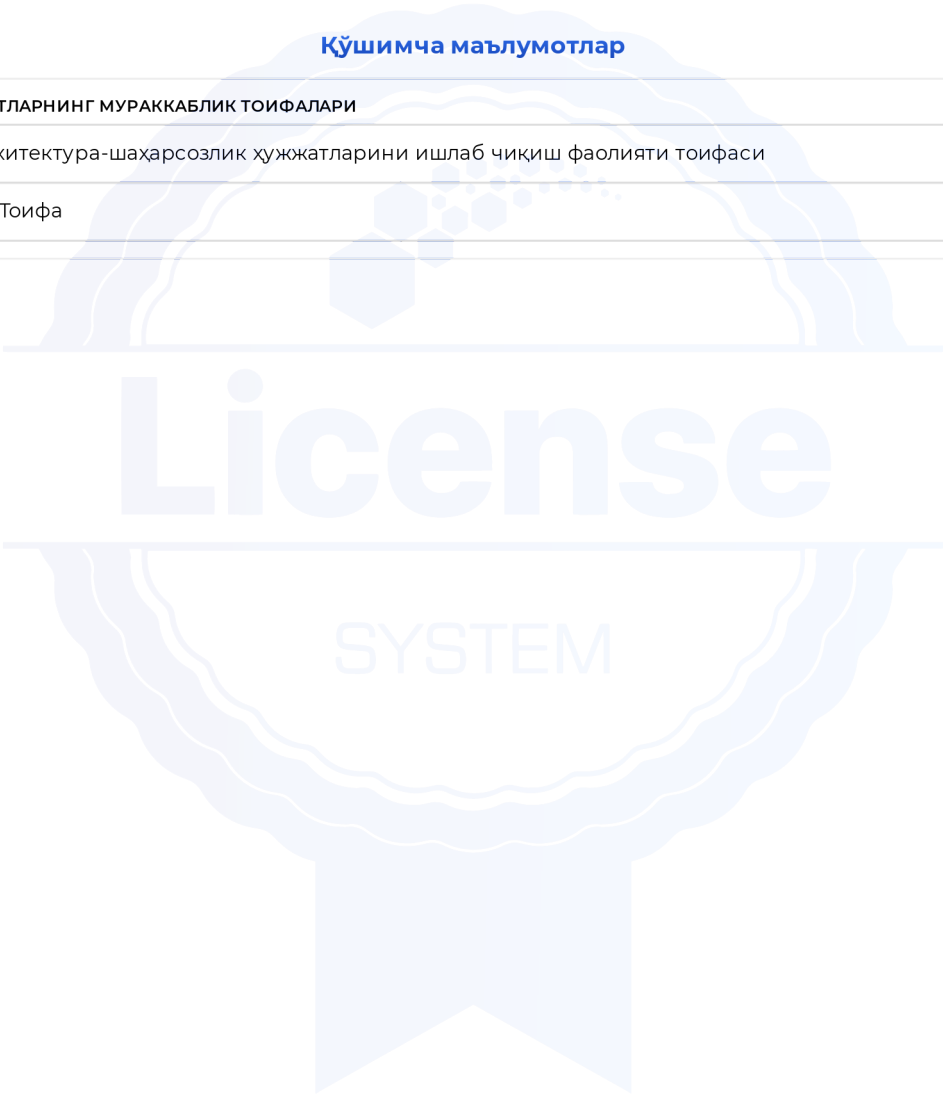 Қўшимча маълумотлар
ТЛАРНИНГ МУРАККАБЛИК ТОИФАЛАРИ
хитектура-шаҳарсозлик ҳужжатларини ишлаб чиқиш фаолияти тоифаси
Тоифа
License
SYSTEM